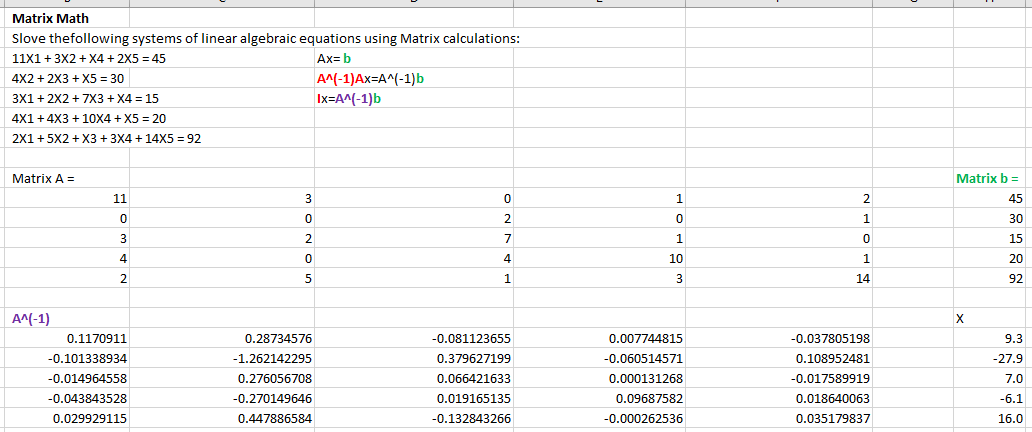 Matrix Math
Slove thefollowing systems of linear algebraic equations using Matrix calculations:
11X1 + 3X2 + X4 + 2X5 = 45 Ax= b
4X2 + 2X3 + X5 = 30 A^(-1)Ax=A^(-1)b
3X1 + 2X2 + 7X3 + X4 = 15 Ix=A^(-1)b
4X1 + 4X3 + 10X4 + X5 = 20
2X1 + 5X2 + X3 + 3X4 + 14X5 = 92
Matrix A = Matrix b =
11 3 0 1 2 45
0 0 2 0 1 30
3 2 7 1 0 15
4 0 4 10 1 20
2 5 1 3 14 92
A^(-1) X
0.1170911 0.28734576 -0.081123655 0.007744815 -0.037805198 9.3
-0.101338934 -1.262142295 0.379627199 -0.060514571 0.108952481 -27.9
-0.014964558 0.276056708 0.066421633 0.000131268 -0.017589919 7.0
-0.043843528 -0.270149646 0.019165135 0.09687582 0.018640063 -6.1
0.029929115 0.447886584 -0.132843266 -0.000262536 0.035179837 16.0